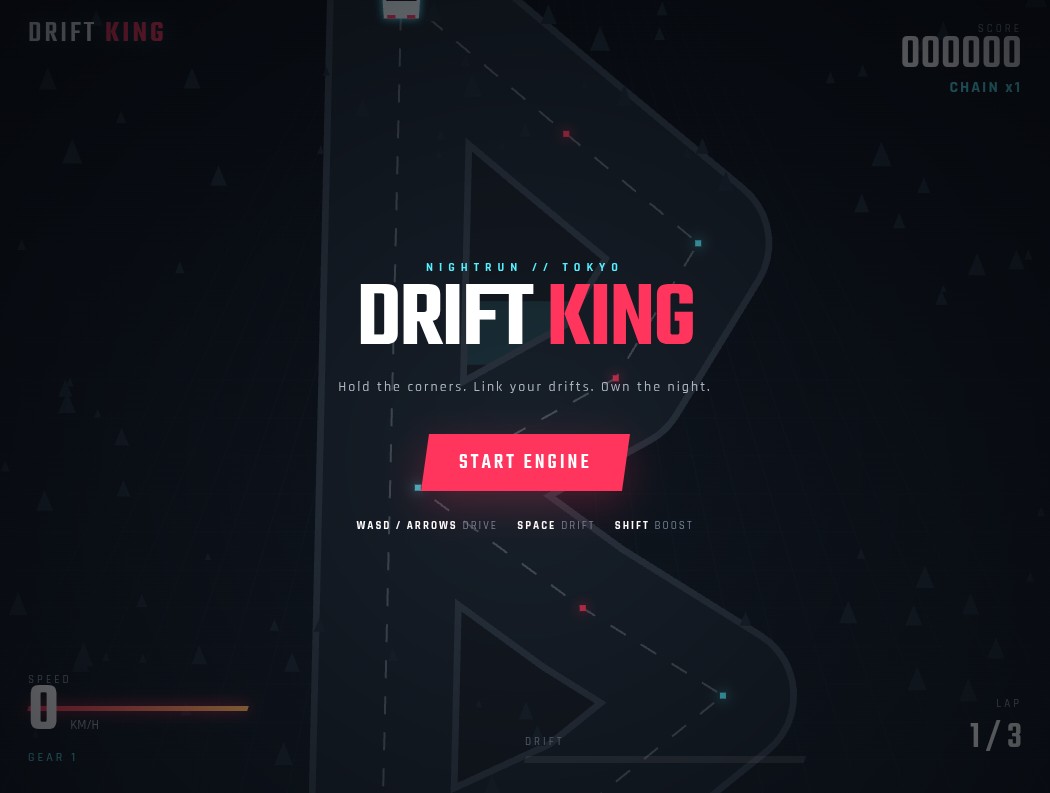 DRIFT KING
SCORE
000000
CHAIN x1
NIGHTRUN // TOKYO
DRIFT KING
Hold the corners. Link your drifts. Own the night.
START ENGINE
WASD / ARROWS DRIVE SPACE DRIFT SHIFT BOOST
SPEED
0 KM/H
GEAR 1
DRIFT
LAP
1/3